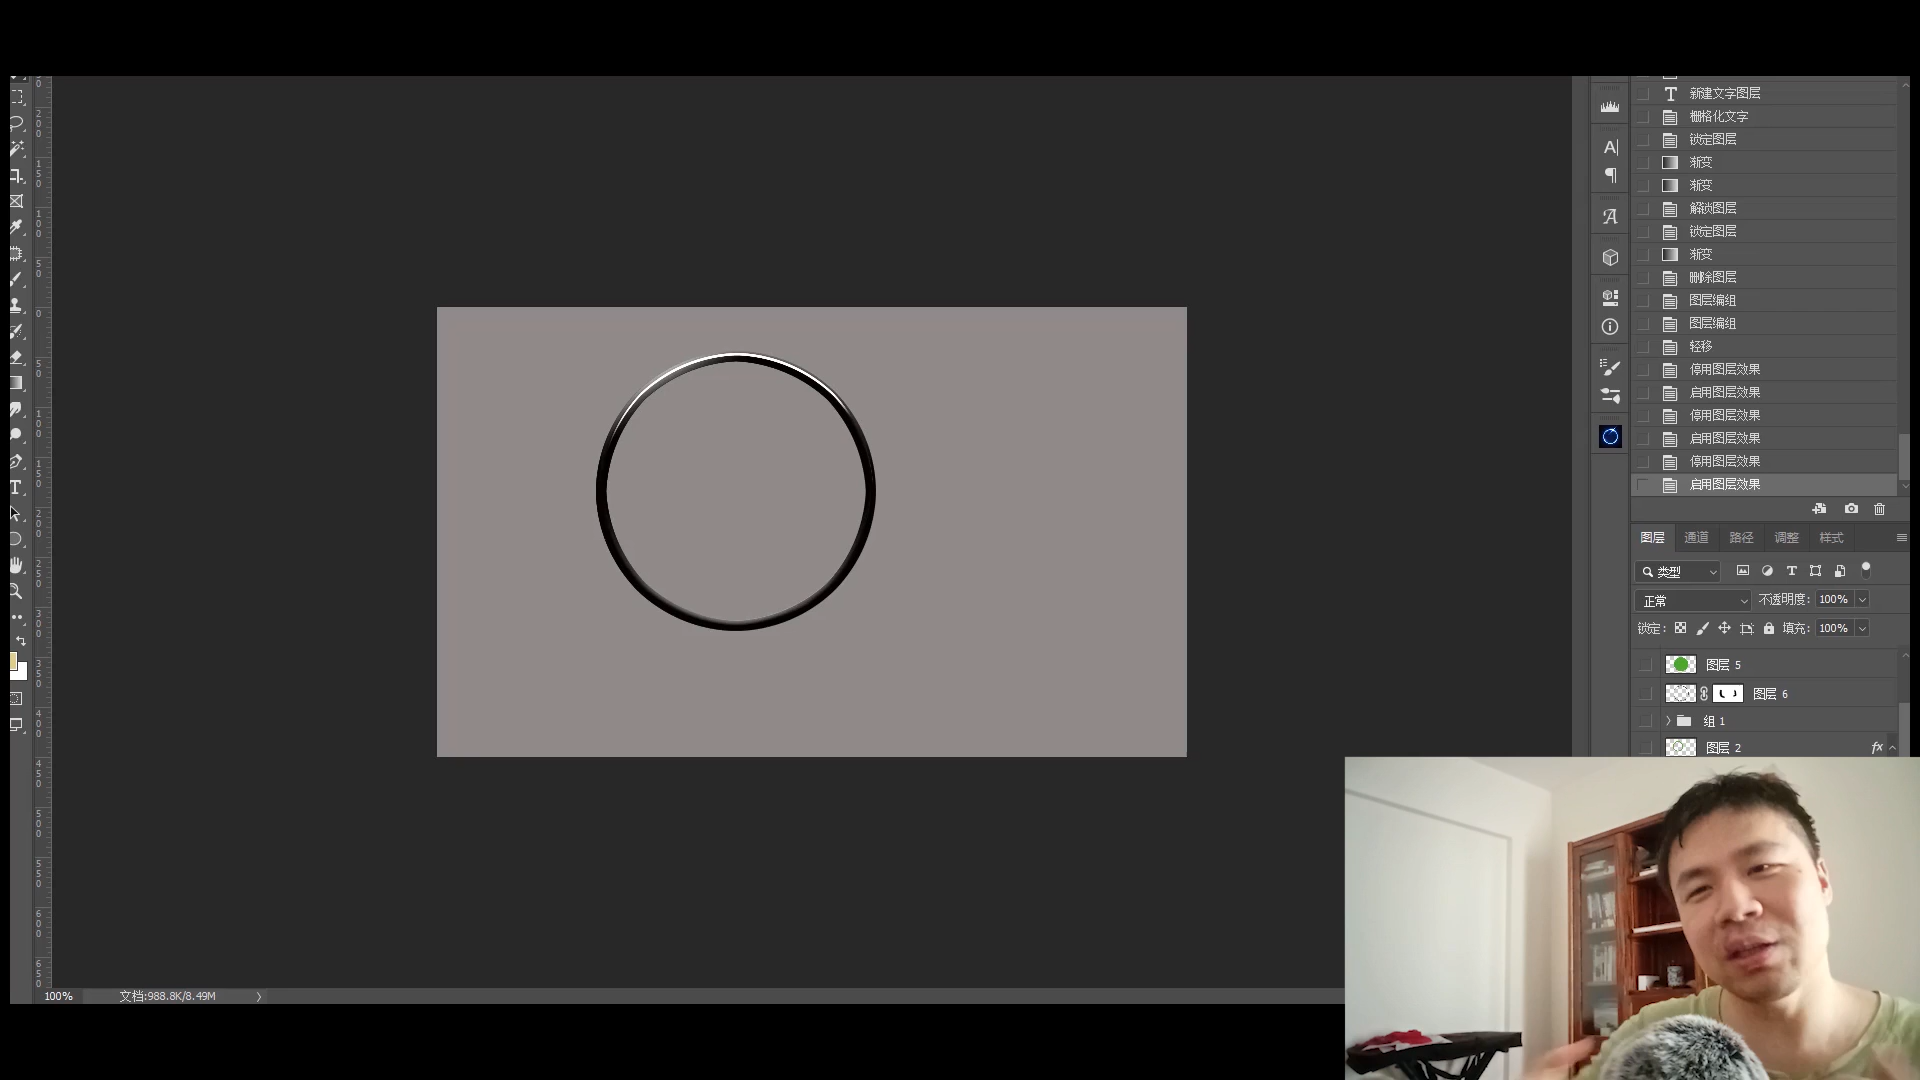 新建文字图层
栅格化文字
锁定图层
渐变
渐变
解锁图层
锁定图层
渐变
删除图层
图层编组
图层编组
轻移
停用图层效果
启用图层效果
停用图层效果
启用图层效果
停用图层效果
启用图层效果
图层 通道 路径 调整 样式
类型
正常 不透明度: 100%
锁定: 填充: 100%
图层 5
图层 6
组 1
图层 2 fx
100% 文档:988.8K/8.49M